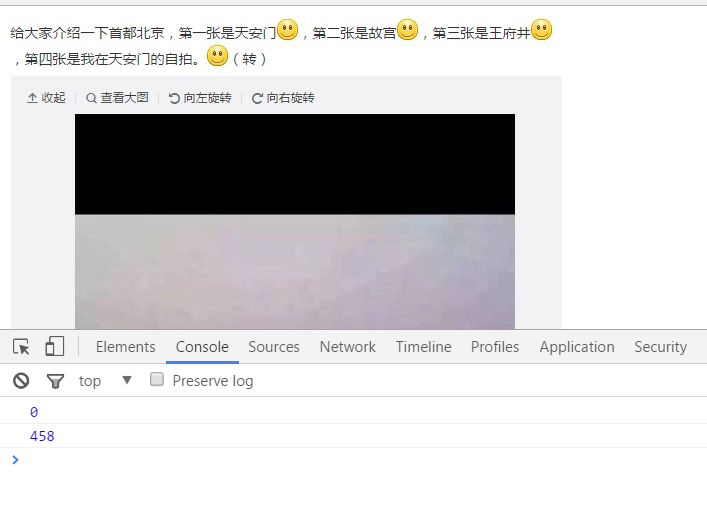 给大家介绍一下首都北京，第一张是天安门，第二张是故宫，第三张是王府井
，第四张是我在天安门的自拍。（转）
收起 查看大图 向左旋转 向右旋转
Elements Console Sources Network Timeline Profiles Application Security
top Preserve log
0
458